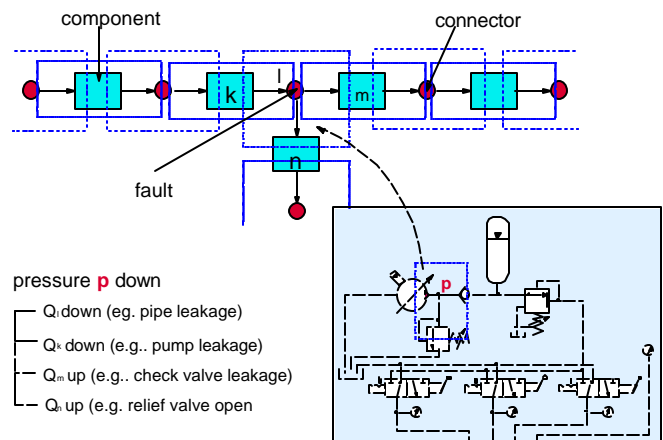 component
connector
l
k
m
n
fault
p
pressure p down
Ql down (eg. pipe leakage)
Qk down (e.g.. pump leakage)
Qm up (e.g.. check valve leakage)
Qn up (e.g. relief valve open